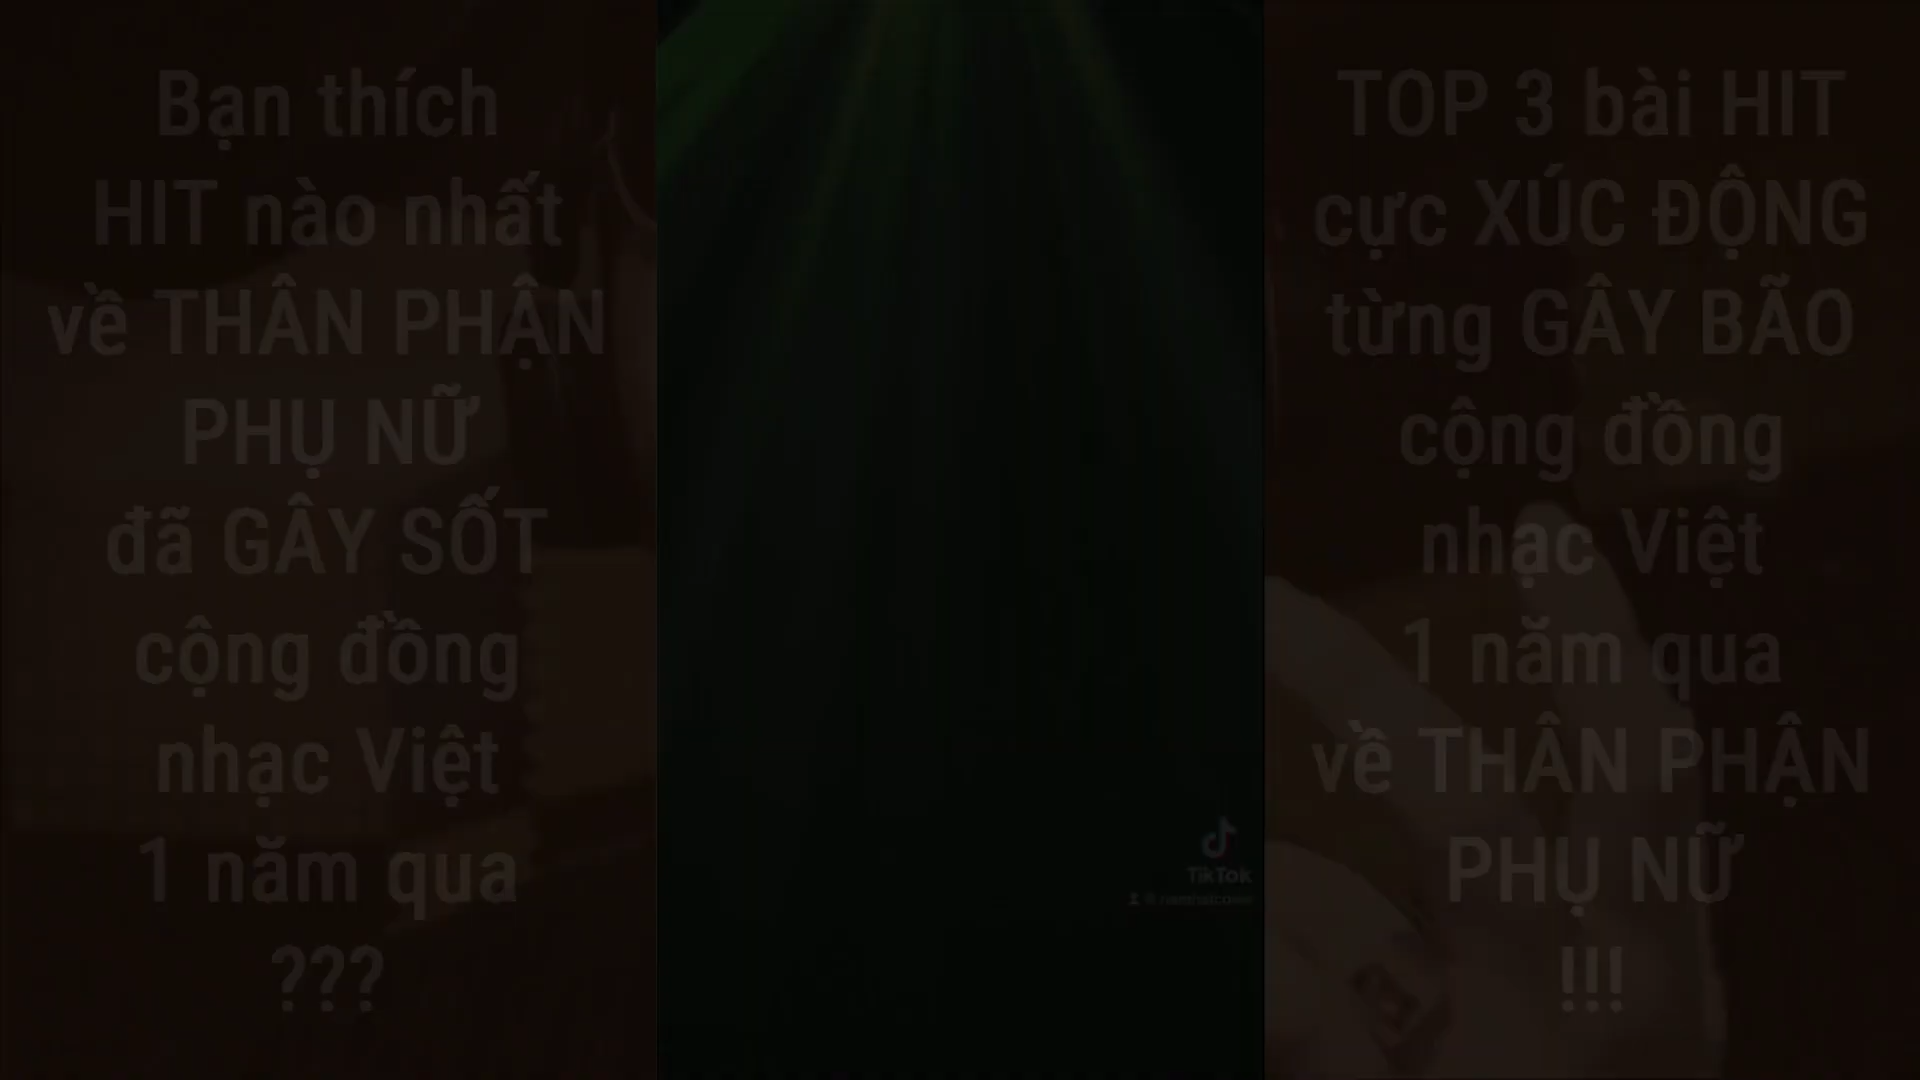 Bạn thích
HIT nào nhất
về THÂN PHẬN
PHỤ NỮ
đã GÂY SỐT
cộng đồng
nhạc Việt
1 năm qua
???
TikTok
TOP 3 bài HIT
cực XÚC ĐỘNG
từng GÂY BÃO
cộng đồng
nhạc Việt
1 năm qua
về THÂN PHẬN
PHỤ NỮ
!!!